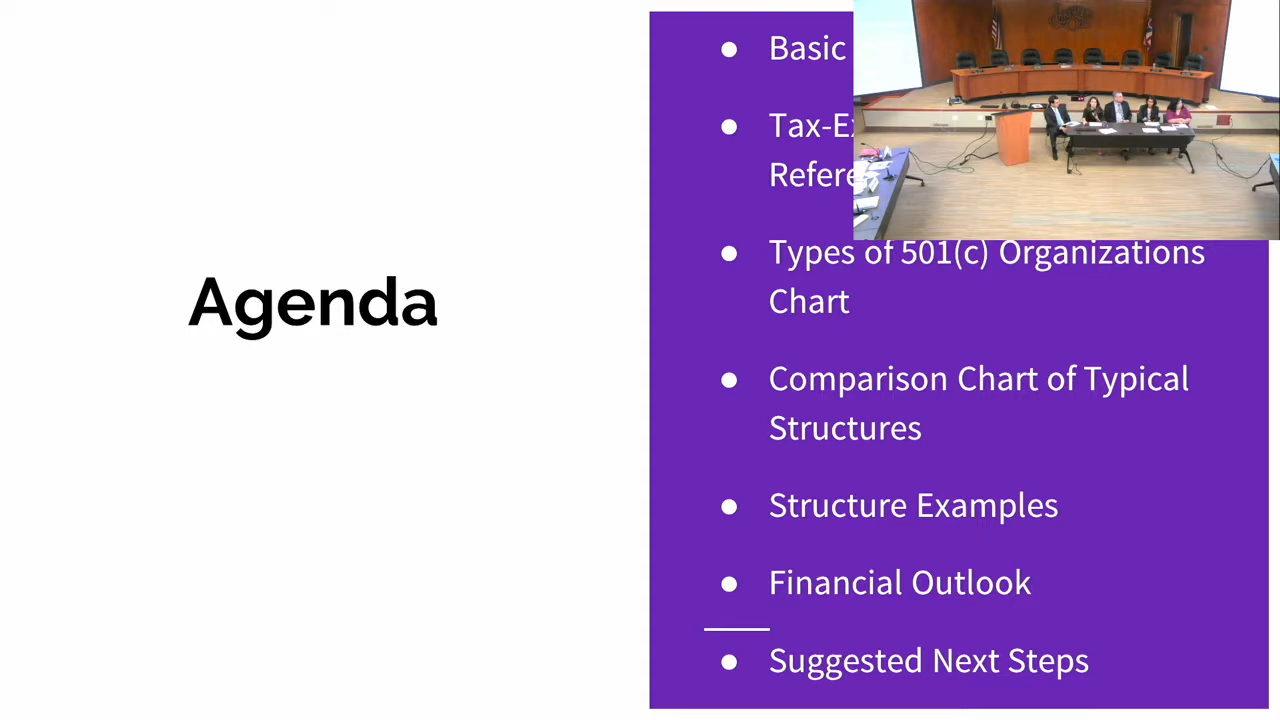 Agenda
● Basic
● Tax-E
Refere
● Types of 501(c) Organizations
Chart
● Comparison Chart of Typical
Structures
● Structure Examples
● Financial Outlook
● Suggested Next Steps